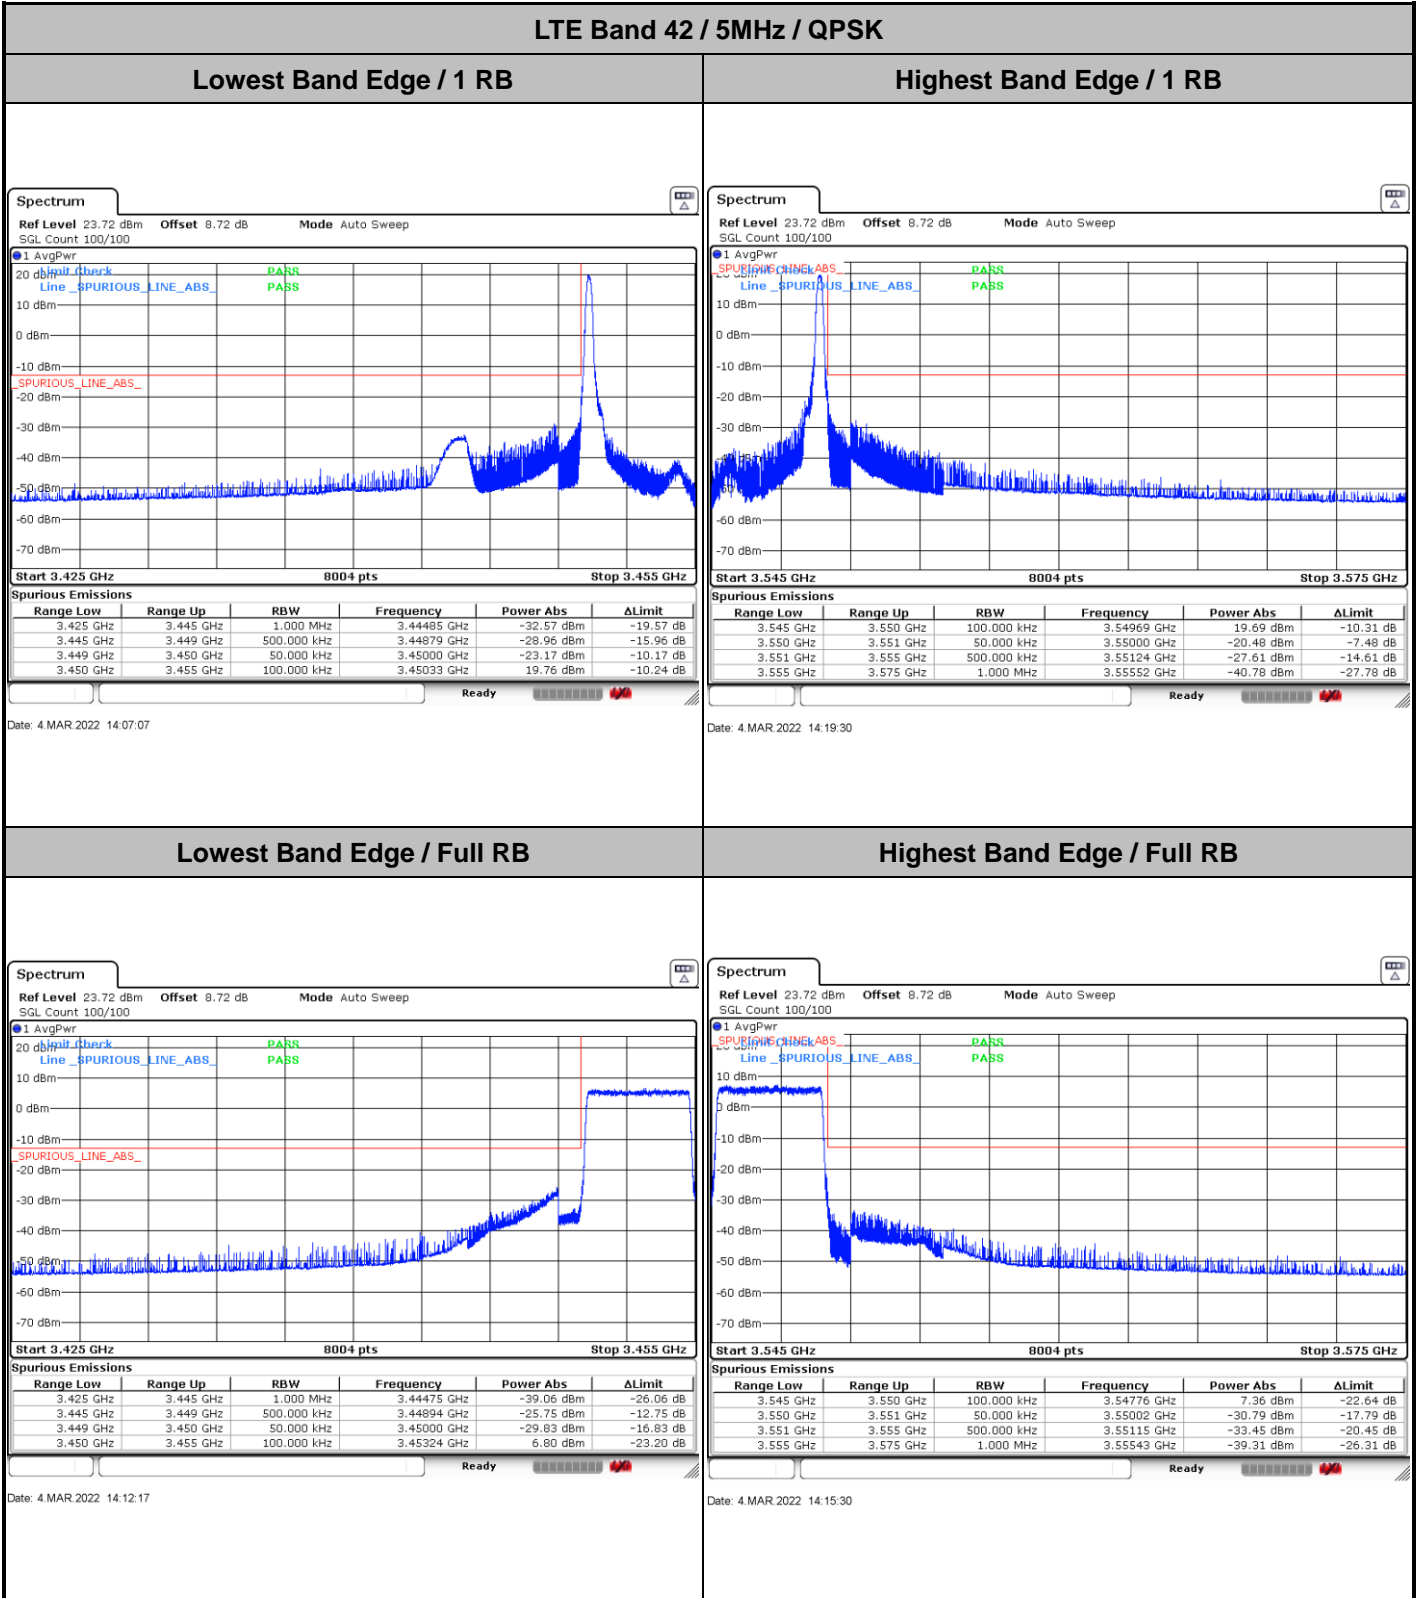 LTE Band 42 / 5MHz / QPSK
Lowest Band Edge / 1 RB
Highest Band Edge / 1 RB
Spectrum
Ref Level 23.72 dBm Offset 8.72 dB Mode Auto Sweep
SGL Count 100/100
1 AvgPwr
Limit Check PASS
Line _SPURIOUS_LINE_ABS_ PASS
20 dBm
10 dBm
0 dBm
-10 dBm
_SPURIOUS_LINE_ABS_
-20 dBm
-30 dBm
-40 dBm
-50 dBm
-60 dBm
-70 dBm
Start 3.425 GHz 8004 pts Stop 3.455 GHz
Spurious Emissions
Range Low Range Up RBW Frequency Power Abs ΔLimit
3.425 GHz 3.445 GHz 1.000 MHz 3.44485 GHz -32.57 dBm -19.57 dB
3.445 GHz 3.449 GHz 500.000 kHz 3.44879 GHz -28.96 dBm -15.96 dB
3.449 GHz 3.450 GHz 50.000 kHz 3.45000 GHz -23.17 dBm -10.17 dB
3.450 GHz 3.455 GHz 100.000 kHz 3.45033 GHz 19.76 dBm -10.24 dB
Ready
Date: 4.MAR.2022 14:07:07
Spectrum
Ref Level 23.72 dBm Offset 8.72 dB Mode Auto Sweep
SGL Count 100/100
1 AvgPwr
_SPURIOUS_LINE_ABS_
Limit Check PASS
Line _SPURIOUS_LINE_ABS_ PASS
20 dBm
10 dBm
0 dBm
-10 dBm
-20 dBm
-30 dBm
-40 dBm
-50
-60 dBm
-70 dBm
Start 3.545 GHz 8004 pts Stop 3.575 GHz
Spurious Emissions
Range Low Range Up RBW Frequency Power Abs ΔLimit
3.545 GHz 3.550 GHz 100.000 kHz 3.54969 GHz 19.69 dBm -10.31 dB
3.550 GHz 3.551 GHz 50.000 kHz 3.55000 GHz -20.48 dBm -7.48 dB
3.551 GHz 3.555 GHz 500.000 kHz 3.55124 GHz -27.61 dBm -14.61 dB
3.555 GHz 3.575 GHz 1.000 MHz 3.55552 GHz -40.78 dBm -27.78 dB
Ready
Date: 4.MAR.2022 14:19:30
Lowest Band Edge / Full RB
Highest Band Edge / Full RB
Spectrum
Ref Level 23.72 dBm Offset 8.72 dB Mode Auto Sweep
SGL Count 100/100
1 AvgPwr
Limit Check PASS
Line _SPURIOUS_LINE_ABS_ PASS
20 dBm
10 dBm
0 dBm
-10 dBm
_SPURIOUS_LINE_ABS_
-20 dBm
-30 dBm
-40 dBm
-50 dBm
-60 dBm
-70 dBm
Start 3.425 GHz 8004 pts Stop 3.455 GHz
Spurious Emissions
Range Low Range Up RBW Frequency Power Abs ΔLimit
3.425 GHz 3.445 GHz 1.000 MHz 3.44475 GHz -39.06 dBm -26.06 dB
3.445 GHz 3.449 GHz 500.000 kHz 3.44894 GHz -25.75 dBm -12.75 dB
3.449 GHz 3.450 GHz 50.000 kHz 3.45000 GHz -29.83 dBm -16.83 dB
3.450 GHz 3.455 GHz 100.000 kHz 3.45324 GHz 6.80 dBm -23.20 dB
Ready
Date: 4.MAR.2022 14:12:17
Spectrum
Ref Level 23.72 dBm Offset 8.72 dB Mode Auto Sweep
SGL Count 100/100
1 AvgPwr
_SPURIOUS_LINE_ABS_
Limit Check PASS
Line _SPURIOUS_LINE_ABS_ PASS
20 dBm
10 dBm
0 dBm
-10 dBm
-20 dBm
-30 dBm
-40 dBm
-50 dBm
-60 dBm
-70 dBm
Start 3.545 GHz 8004 pts Stop 3.575 GHz
Spurious Emissions
Range Low Range Up RBW Frequency Power Abs ΔLimit
3.545 GHz 3.550 GHz 100.000 kHz 3.54776 GHz 7.36 dBm -22.64 dB
3.550 GHz 3.551 GHz 50.000 kHz 3.55002 GHz -30.79 dBm -17.79 dB
3.551 GHz 3.555 GHz 500.000 kHz 3.55115 GHz -33.45 dBm -20.45 dB
3.555 GHz 3.575 GHz 1.000 MHz 3.55543 GHz -39.31 dBm -26.31 dB
Ready
Date: 4.MAR.2022 14:15:30